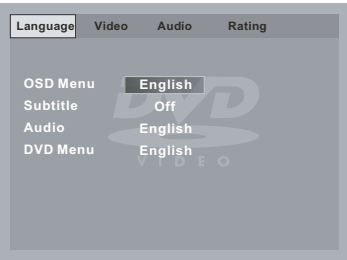 Language Video Audio Rating
OSD Menu English
Subtitle Off
Audio English
DVD Menu English
DVD
VIDEO